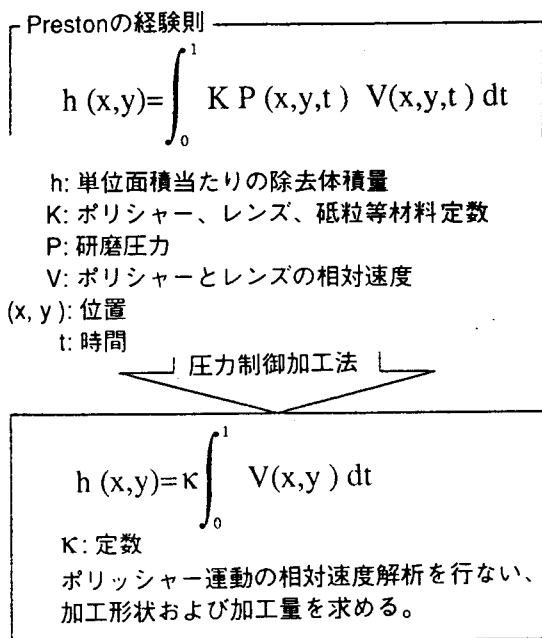 Prestonの経験則
h (x,y)=∫₀¹ K P (x,y,t) V(x,y,t) dt
h: 単位面積当たりの除去体積量
K: ポリシャー、レンズ、砥粒等材料定数
P: 研磨圧力
V: ポリシャーとレンズの相対速度
(x, y): 位置
t: 時間
圧力制御加工法
h (x,y)=κ∫₀¹ V(x,y) dt
κ: 定数
ポリッシャー運動の相対速度解析を行ない、
加工形状および加工量を求める。